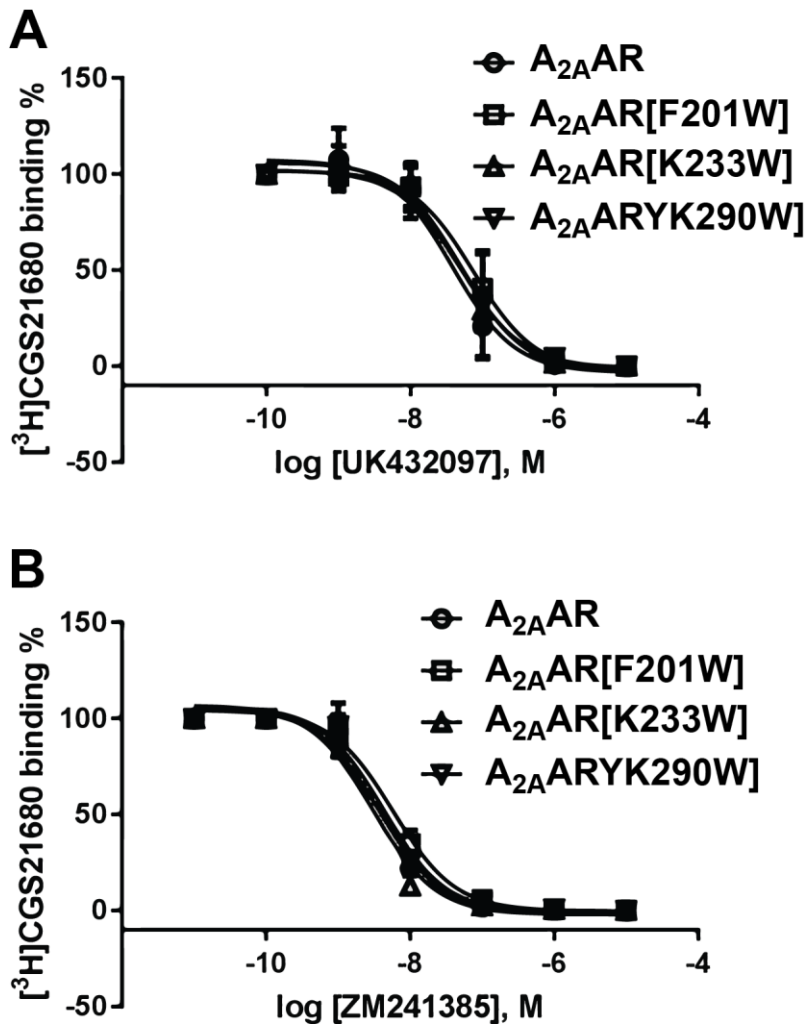 A
150
100
50
0
-50
[³H]CGS21680 binding %
-10 -8 -6 -4
log [UK432097], M
A₂ₐAR
A₂ₐAR[F201W]
A₂ₐAR[K233W]
A₂ₐARYK290W]
B
150
100
50
0
-50
[³H]CGS21680 binding %
-10 -8 -6 -4
log [ZM241385], M
A₂ₐAR
A₂ₐAR[F201W]
A₂ₐAR[K233W]
A₂ₐARYK290W]